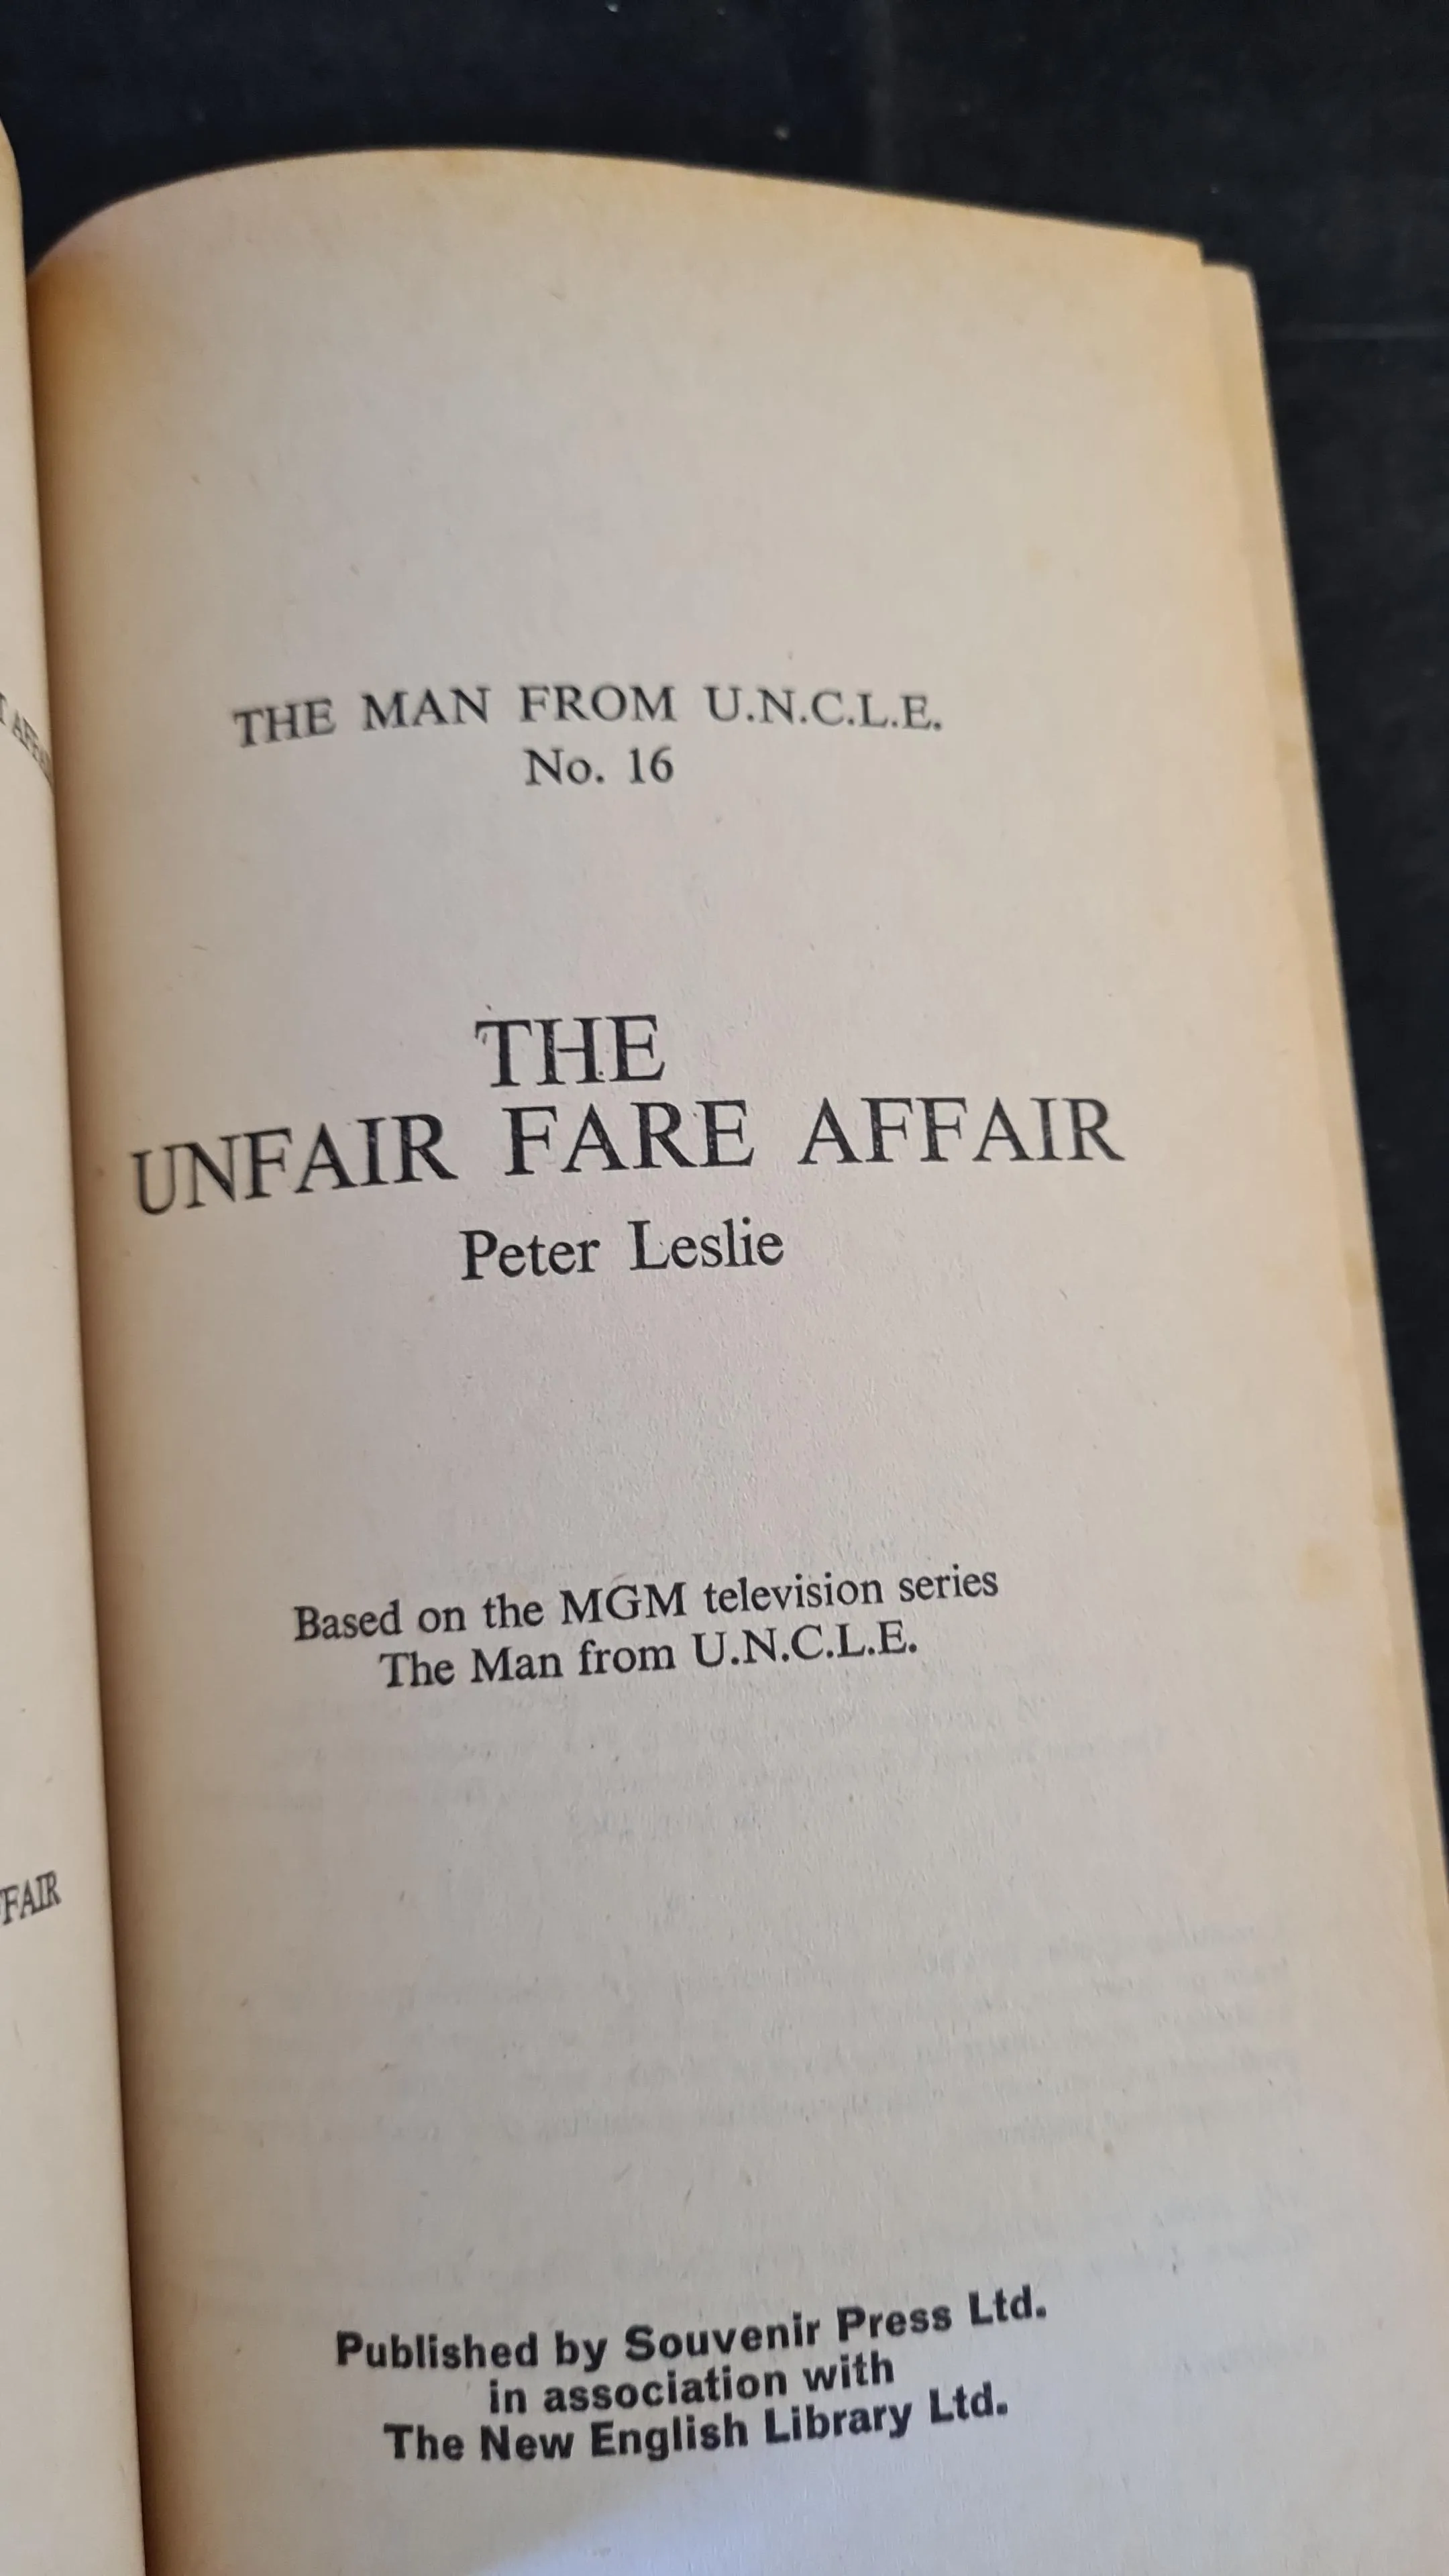 THE MAN FROM U.N.C.L.E.
No. 16
THE
UNFAIR FARE AFFAIR
Peter Leslie
Based on the MGM television series
The Man from U.N.C.L.E.
FAIR
Published by Souvenir Press Ltd.
in association with
The New English Library Ltd.